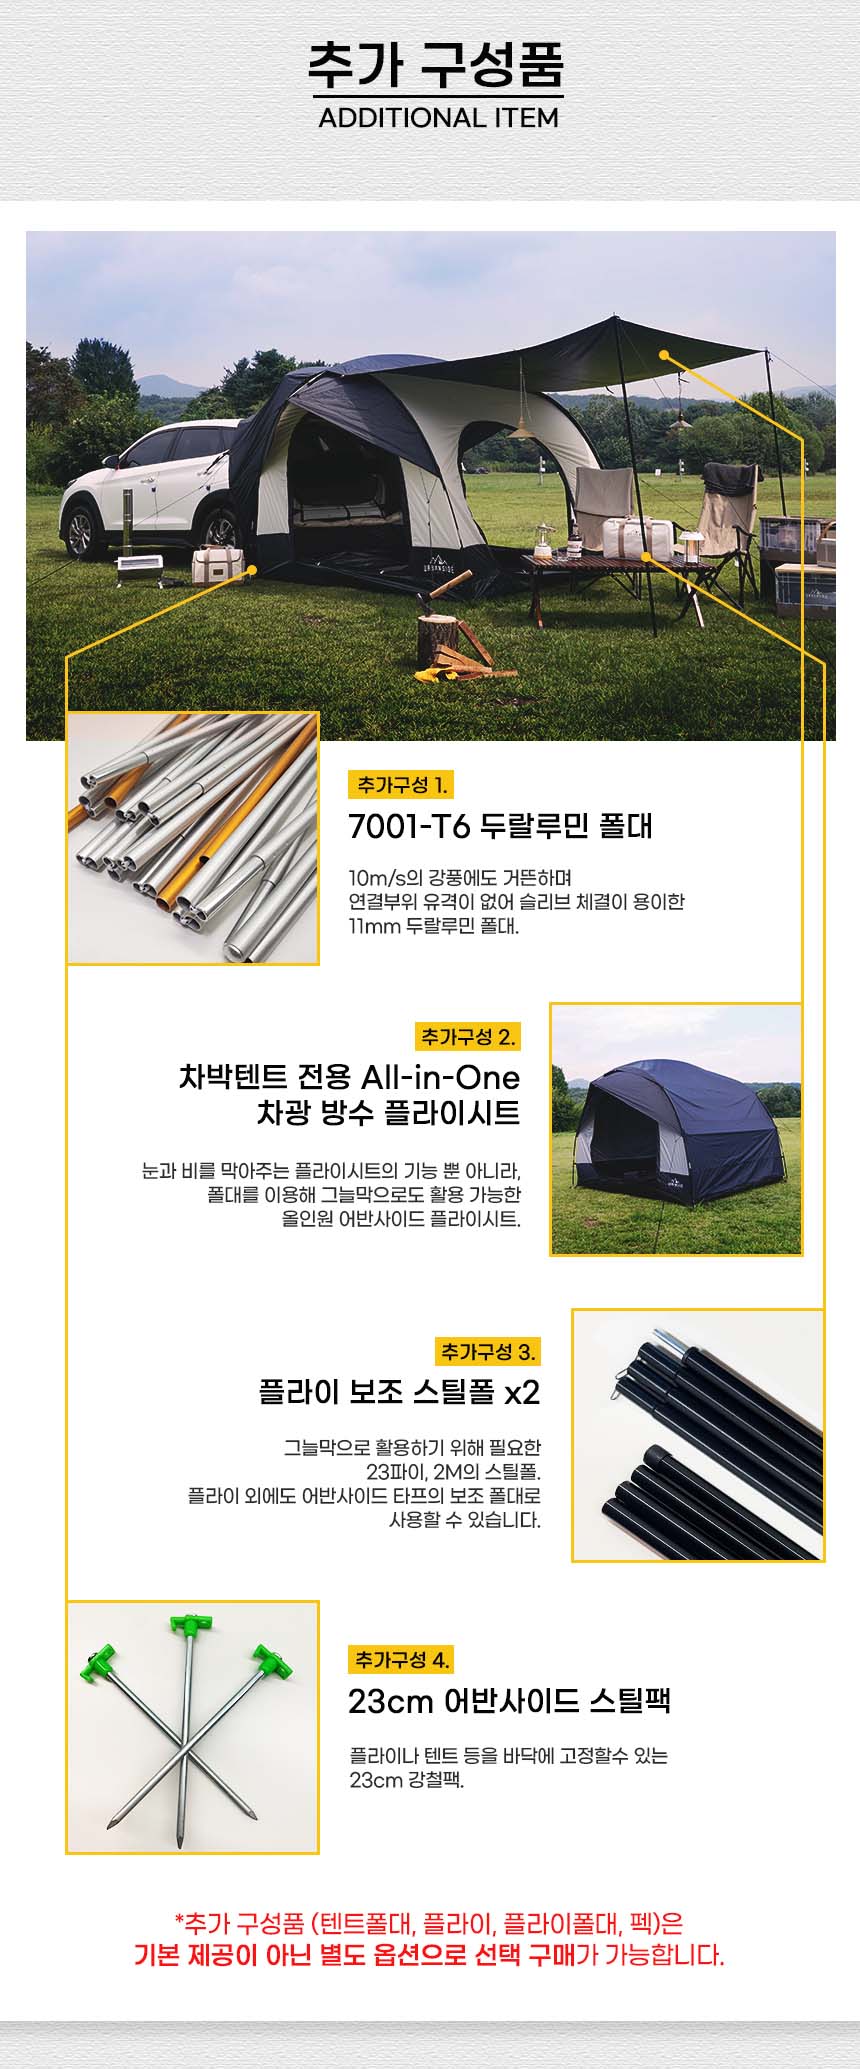 추가 구성품
ADDITIONAL ITEM
URBANSIDE
추가구성 1.
7001-T6 두랄루민 폴대
10m/s의 강풍에도 거뜬하며
연결부위 유격이 없어 슬리브 체결이 용이한
11mm 두랄루민 폴대.
추가구성 2.
차박텐트 전용 All-in-One
차광 방수 플라이시트
눈과 비를 막아주는 플라이시트의 기능 뿐 아니라,
폴대를 이용해 그늘막으로도 활용 가능한
올인원 어반사이드 플라이시트.
추가구성 3.
플라이 보조 스틸폴 x2
그늘막으로 활용하기 위해 필요한
23파이, 2M의 스틸폴.
플라이 외에도 어반사이드 타프의 보조 폴대로
사용할 수 있습니다.
추가구성 4.
23cm 어반사이드 스틸팩
플라이나 텐트 등을 바닥에 고정할수 있는
23cm 강철팩.
*추가 구성품 (텐트폴대, 플라이, 플라이폴대, 펙)은
기본 제공이 아닌 별도 옵션으로 선택 구매가 가능합니다.